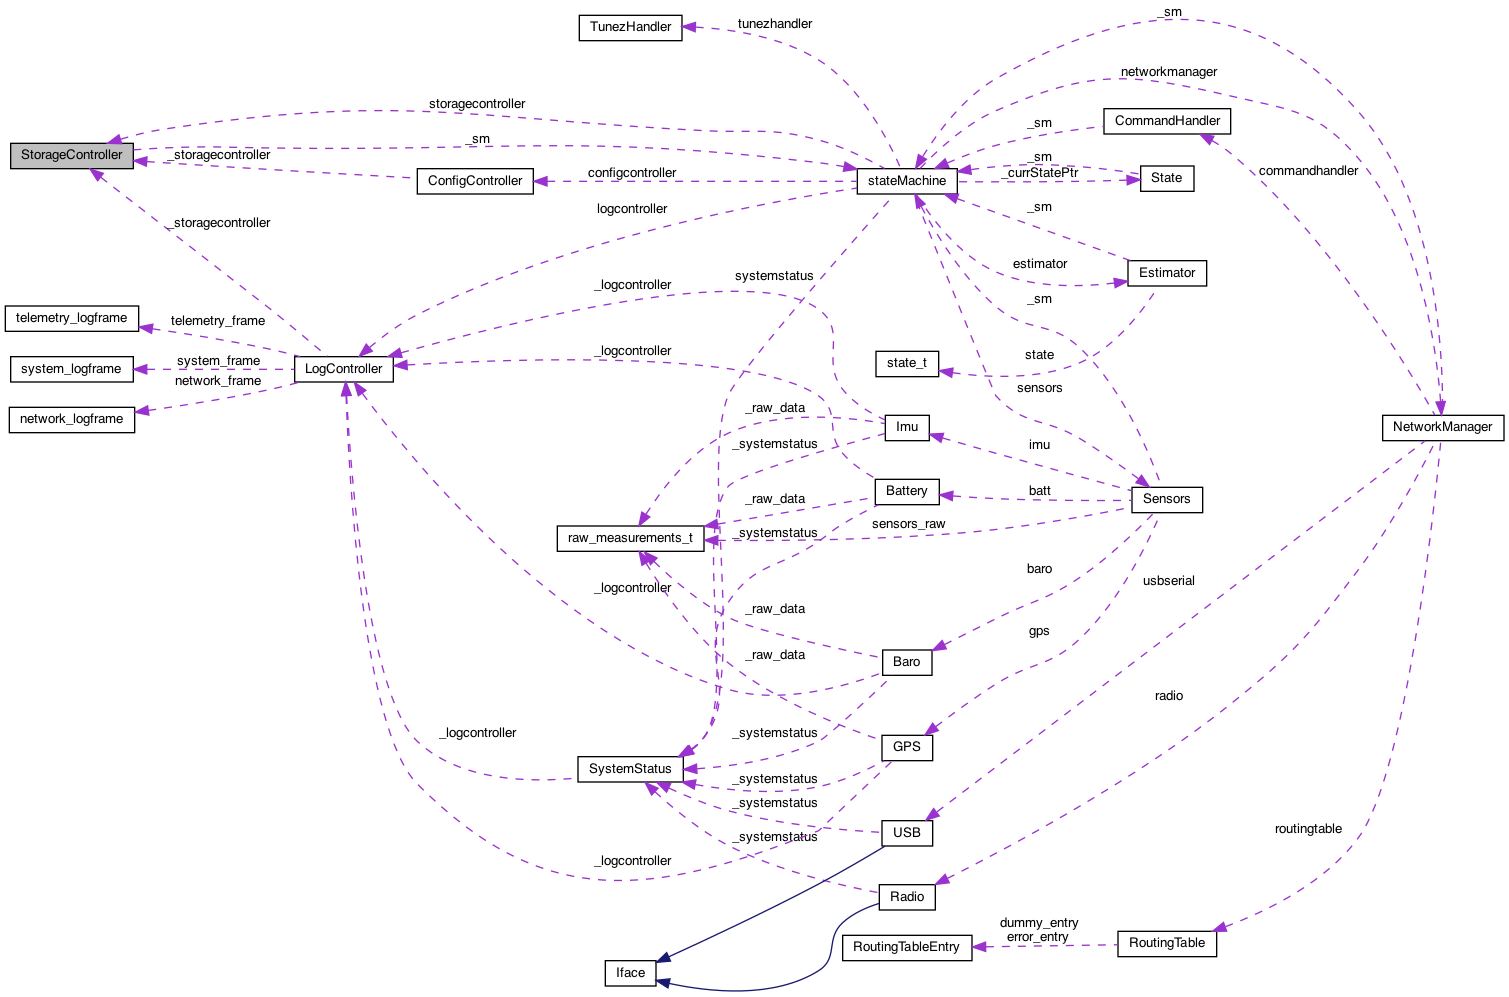 _sm
TunezHandler
tunezhandler
networkmanager
storagecontroller
CommandHandler
_sm
_sm
StorageController
_storagecontroller
_sm
ConfigController
configcontroller
stateMachine
_currStatePtr
State
commandhandler
logcontroller
_sm
_storagecontroller
estimator
Estimator
systemstatus
_logcontroller
_sm
telemetry_logframe
telemetry_frame
_logcontroller
state
system_logframe
system_frame
LogController
state_t
network_frame
sensors
network_logframe
_raw_data
Imu
NetworkManager
_systemstatus
imu
Battery
batt
Sensors
_raw_data
sensors_raw
raw_measurements_t
_systemstatus
baro
usbserial
_logcontroller
_raw_data
gps
_raw_data
Baro
radio
_logcontroller
_systemstatus
GPS
SystemStatus
_systemstatus
_systemstatus
USB
routingtable
_systemstatus
_logcontroller
Radio
dummy_entry
error_entry
RoutingTableEntry
RoutingTable
Iface